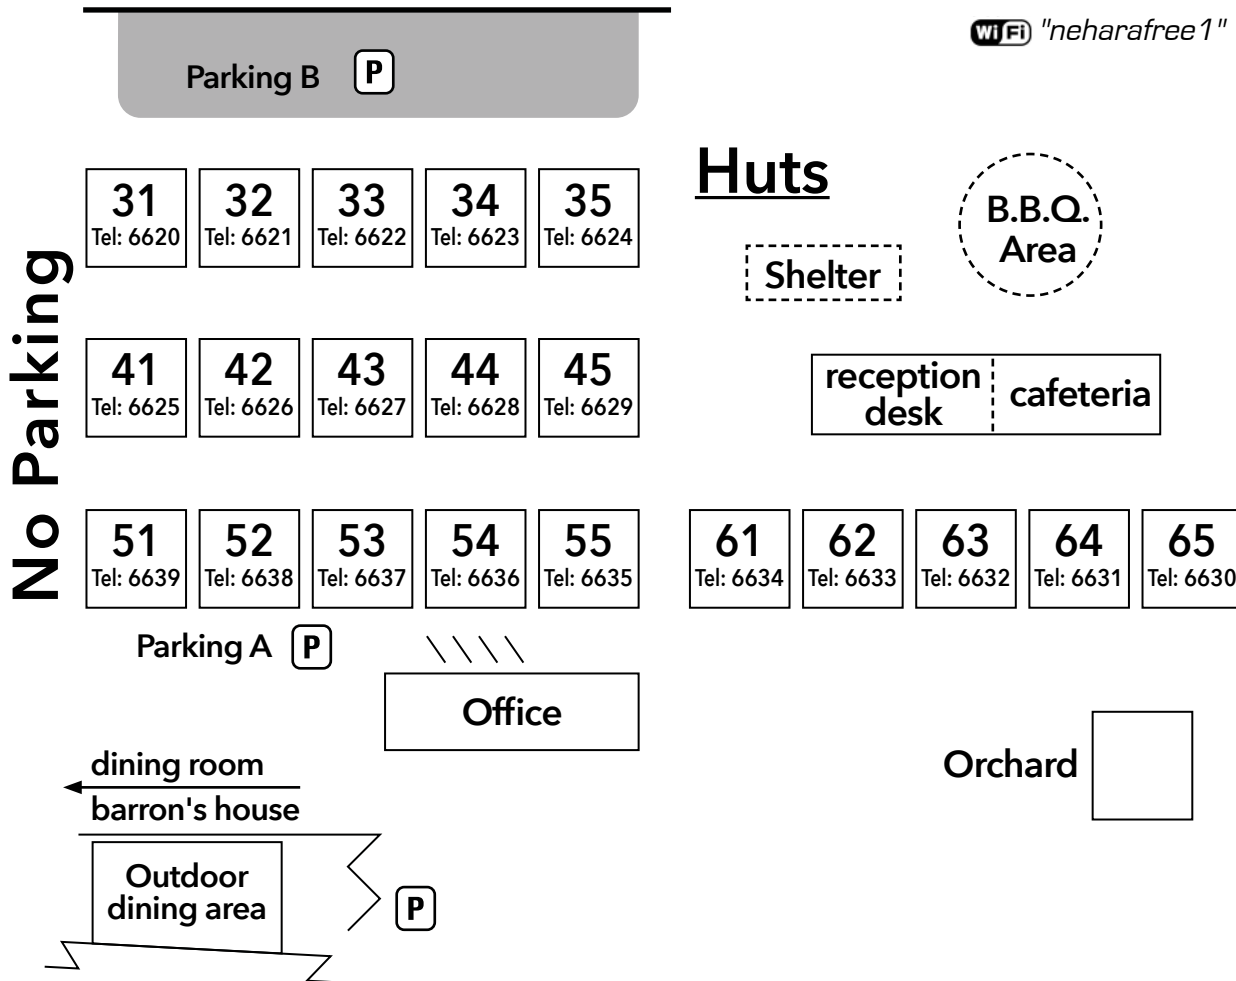 WiFi "neharafree1"
Parking B P
Huts
B.B.Q.
Area
Shelter
31 32 33 34 35
Tel: 6620 Tel: 6621 Tel: 6622 Tel: 6623 Tel: 6624
No Parking
41 42 43 44 45
Tel: 6625 Tel: 6626 Tel: 6627 Tel: 6628 Tel: 6629
reception
desk
cafeteria
51 52 53 54 55
Tel: 6639 Tel: 6638 Tel: 6637 Tel: 6636 Tel: 6635
61 62 63 64 65
Tel: 6634 Tel: 6633 Tel: 6632 Tel: 6631 Tel: 6630
Parking A P
Office
Orchard
dining room
barron's house
Outdoor
dining area
P